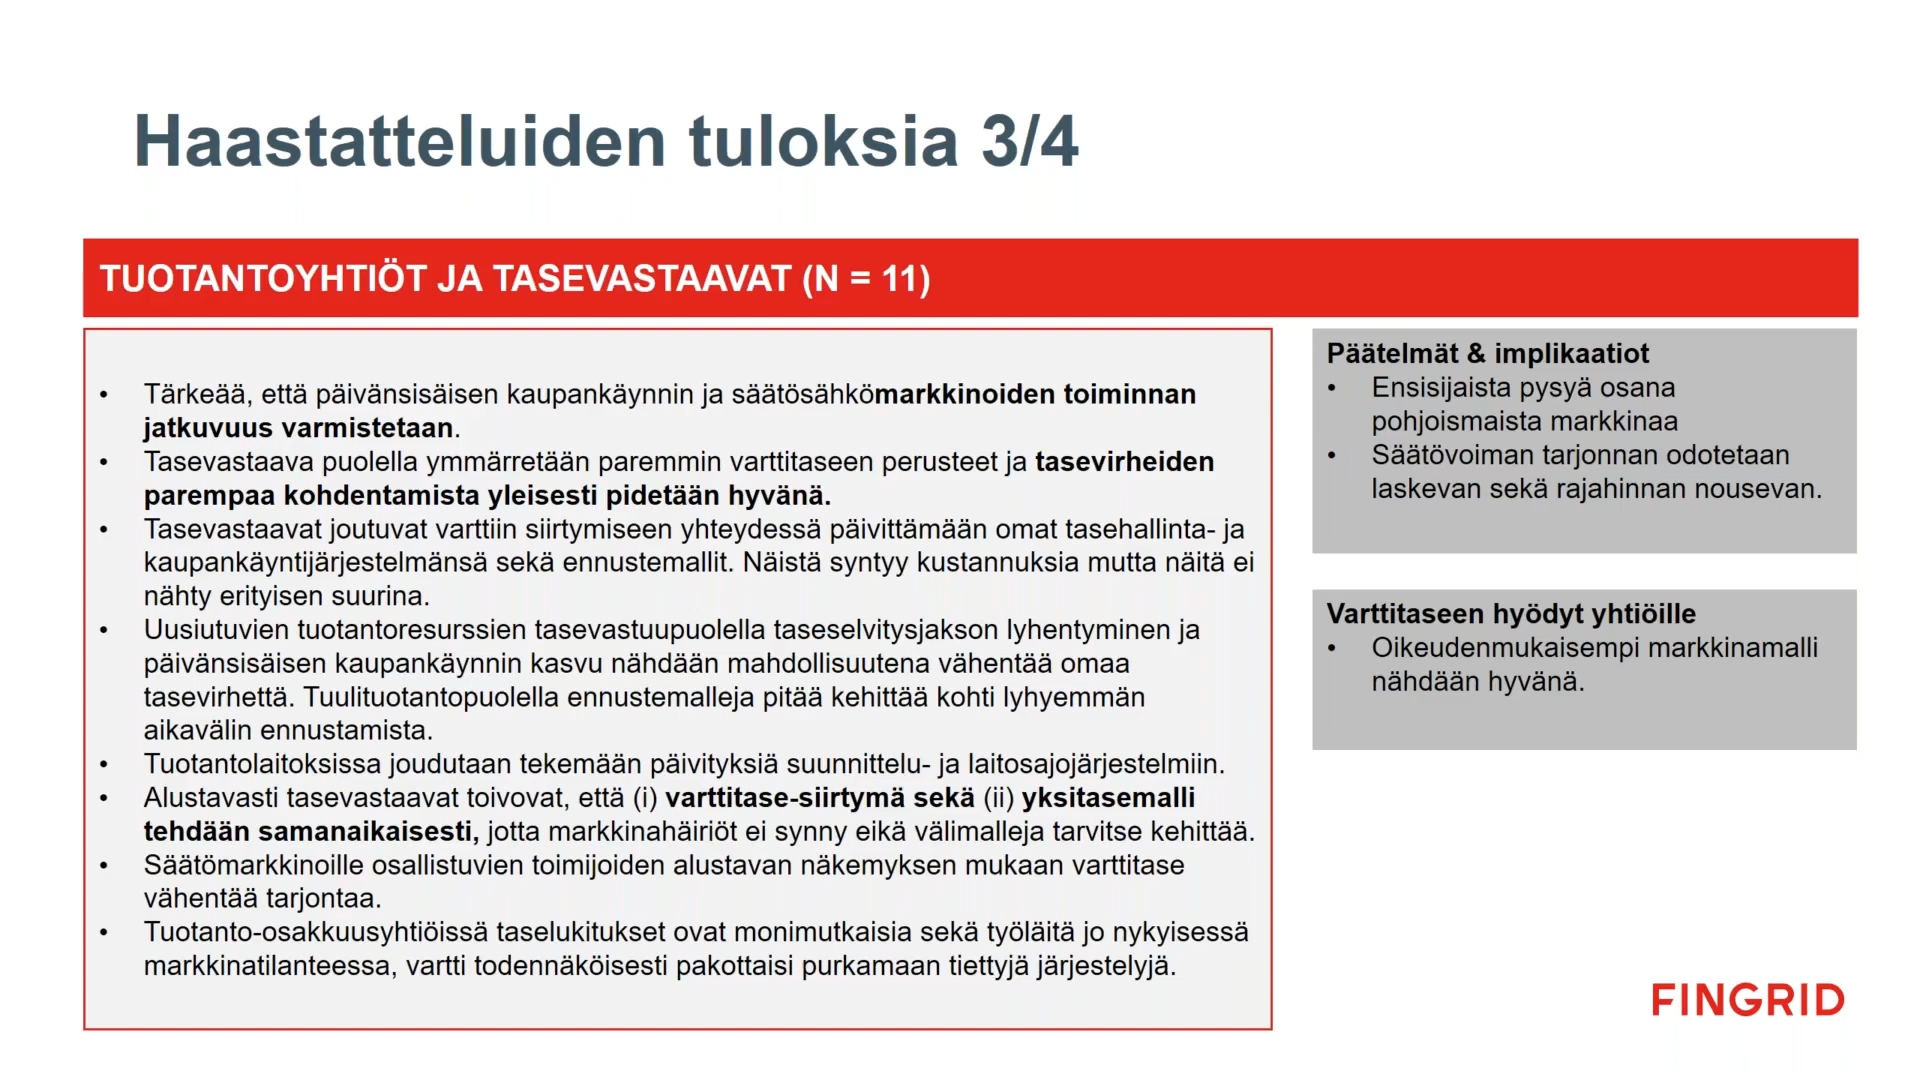 Haastatteluiden tuloksia 3/4
TUOTANTOYHTIÖT JA TASEVASTAAVAT (N = 11)
• Tärkeää, että päivänsisäisen kaupankäynnin ja säätösähkömarkkinoiden toiminnan
jatkuvuus varmistetaan.
• Tasevastaava puolella ymmärretään paremmin varttitaseen perusteet ja tasevirheiden
parempaa kohdentamista yleisesti pidetään hyvänä.
• Tasevastaavat joutuvat varttiin siirtymiseen yhteydessä päivittämään omat tasehallinta- ja
kaupankäyntijärjestelmänsä sekä ennustemallit. Näistä syntyy kustannuksia mutta näitä ei
nähty erityisen suurina.
• Uusiutuvien tuotantoresurssien tasevastuupuolella taseselvitysjakson lyhentyminen ja
päivänsisäisen kaupankäynnin kasvu nähdään mahdollisuutena vähentää omaa
tasevirhettä. Tuulituotantopuolella ennustemalleja pitää kehittää kohti lyhyemmän
aikavälin ennustamista.
• Tuotantolaitoksissa joudutaan tekemään päivityksiä suunnittelu- ja laitosajojärjestelmiin.
• Alustavasti tasevastaavat toivovat, että (i) varttitase-siirtymä sekä (ii) yksitasemalli
tehdään samanaikaisesti, jotta markkinahäiriöt ei synny eikä välimalleja tarvitse kehittää.
• Säätömarkkinoille osallistuvien toimijoiden alustavan näkemyksen mukaan varttitase
vähentää tarjontaa.
• Tuotanto-osakkuusyhtiöissä taselukitukset ovat monimutkaisia sekä työläitä jo nykyisessä
markkinatilanteessa, vartti todennäköisesti pakottaisi purkamaan tiettyjä järjestelyjä.
Päätelmät & implikaatiot
• Ensisijaista pysyä osana
pohjoismaista markkinaa
• Säätövoiman tarjonnan odotetaan
laskevan sekä rajahinnan nousevan.
Varttitaseen hyödyt yhtiöille
• Oikeudenmukaisempi markkinamalli
nähdään hyvänä.
FINGRID